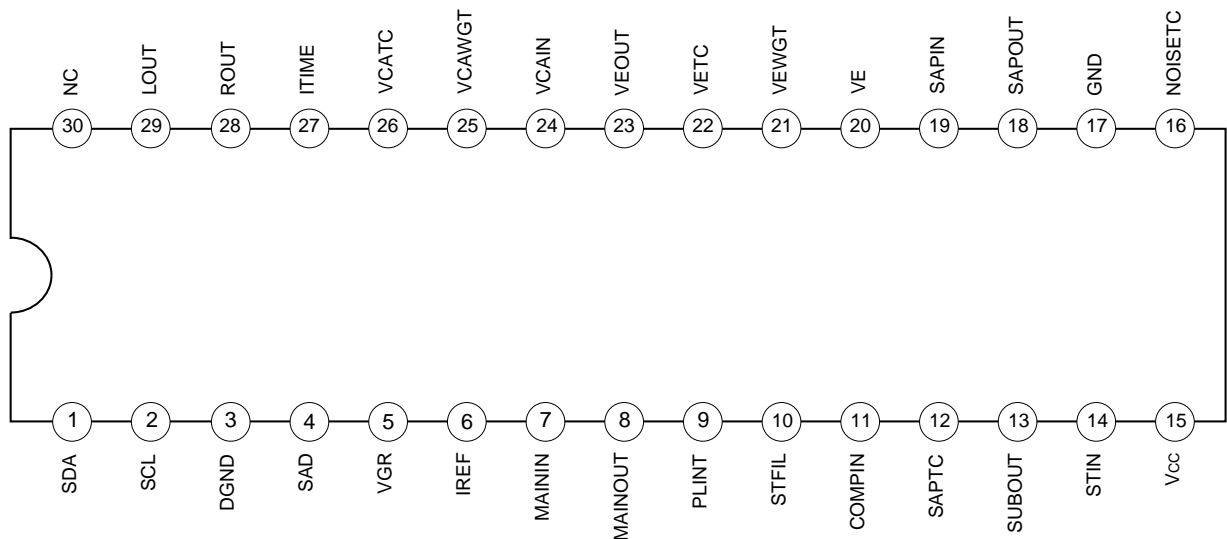 NC LOUT ROUT ITIME VCATC VCAWGT VCAIN VEOUT VETC VEWGT VE SAPIN SAPOUT GND NOISETC
30 29 28 27 26 25 24 23 22 21 20 19 18 17 16
1 2 3 4 5 6 7 8 9 10 11 12 13 14 15
SDA SCL DGND SAD VGR IREF MAININ MAINOUT PLINT STFIL COMPIN SAPTC SUBOUT STIN Vcc